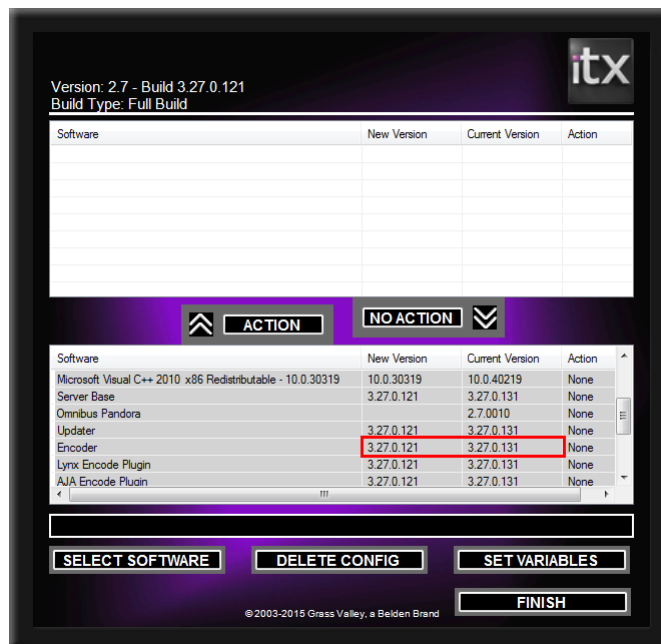 itx
Version: 2.7 - Build 3.27.0.121
Build Type: Full Build
Software New Version Current Version Action
ACTION NO ACTION
Software New Version Current Version Action
Microsoft Visual C++ 2010 x86 Redistributable - 10.0.30319 10.0.30319 10.0.40219 None
Server Base 3.27.0.121 3.27.0.131 None
Omnibus Pandora 2.7.0010 None
Updater 3.27.0.121 3.27.0.131 None
Encoder 3.27.0.121 3.27.0.131 None
Lynx Encode Plugin 3.27.0.121 3.27.0.131 None
AJA Encode Plugin 3.27.0.121 3.27.0.131 None
SELECT SOFTWARE DELETE CONFIG SET VARIABLES
FINISH
©2003-2015 Grass Valley, a Belden Brand